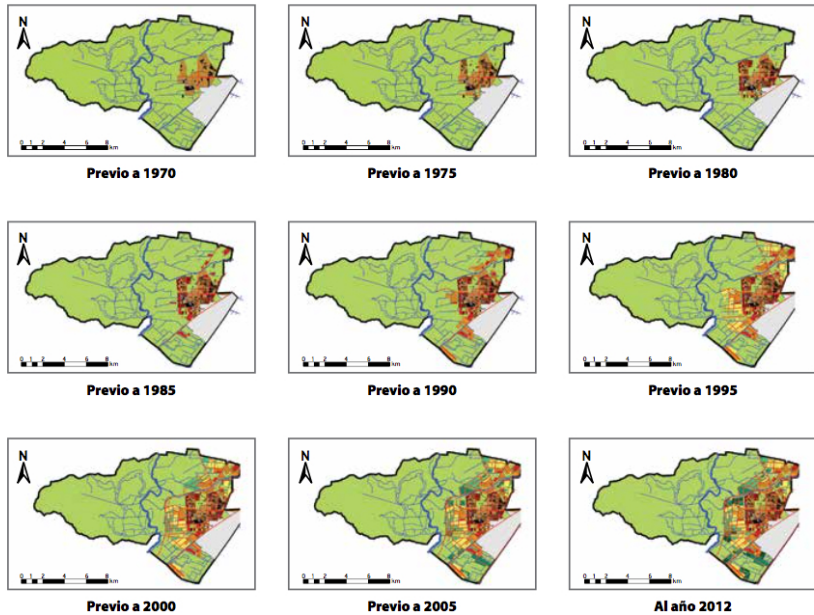 N
0 1 2 4 6 8 km
Previo a 1970
N
0 1 2 4 6 8 km
Previo a 1975
N
0 1 2 4 6 8 km
Previo a 1980
N
0 1 2 4 6 8 km
Previo a 1985
N
0 1 2 4 6 8 km
Previo a 1990
N
0 1 2 4 6 8 km
Previo a 1995
N
0 1 2 4 6 8 km
Previo a 2000
N
0 1 2 4 6 8 km
Previo a 2005
N
0 1 2 4 6 8 km
Al año 2012